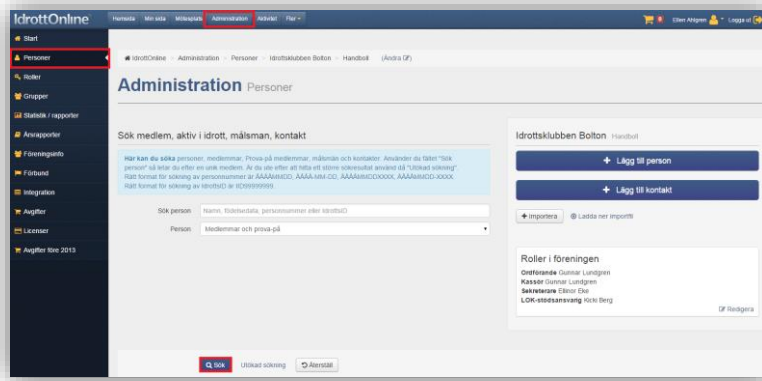 IdrottOnline
Hemsida Min sida Mötesplats Administration Aktivitet Fler
0 Ellen Ahlgren Logga ut
Start
Personer
Roller
Grupper
Statistik / rapporter
Årsrapporter
Föreningsinfo
Förbund
Integration
Avgifter
Licenser
Avgifter före 2013
IdrottOnline - Administration - Personer - Idrottsklubben Bolton - Handboll (Ändra)
Administration Personer
Sök medlem, aktiv i idrott, målsman, kontakt
Här kan du söka personer, medlemmar, Prova-på medlemmar, målsmän och kontakter. Använder du fältet "Sök
person" så letar du efter en unik medlem. Är du ute efter att hitta ett större sökresultat använd då "Utökad sökning".
Rätt format för sökning av personnummer är ÅÅÅÅMMDD, ÅÅÅÅ-MM-DD, ÅÅÅÅMMDDXXXX, ÅÅÅÅMMDD-XXXX.
Rätt format för sökning av IdrottsID är IID99999999.
Sök person Namn, födelsedata, personnummer eller IdrottsID
Person Medlemmar och prova-på
Sök Utökad sökning Återställ
Idrottsklubben Bolton Handboll
+ Lägg till person
+ Lägg till kontakt
+ Importera Ladda ner importfil
Roller i föreningen
Ordförande Gunnar Lundgren
Kassör Gunnar Lundgren
Sekreterare Ellinor Eke
LOK-stödsansvarig Kicki Berg
Redigera